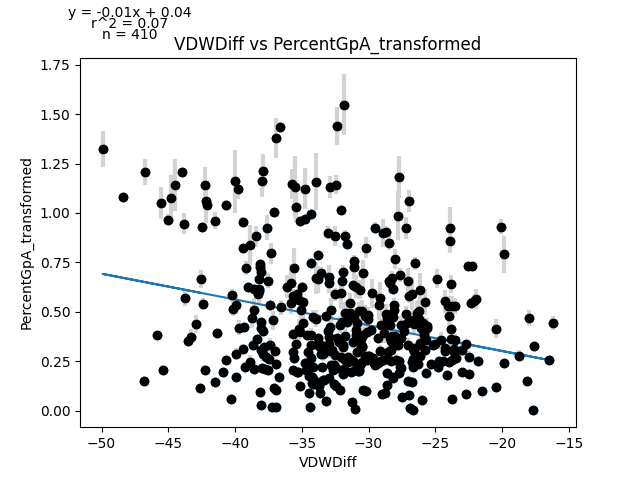 y = -0.01x + 0.04
r^2 = 0.07
n = 410
VDWDiff vs PercentGpA_transformed
1.75
1.50
1.25
1.00
0.75
0.50
0.25
0.00
PercentGpA_transformed
−50
−45
−40
−35
−30
−25
−20
−15
VDWDiff